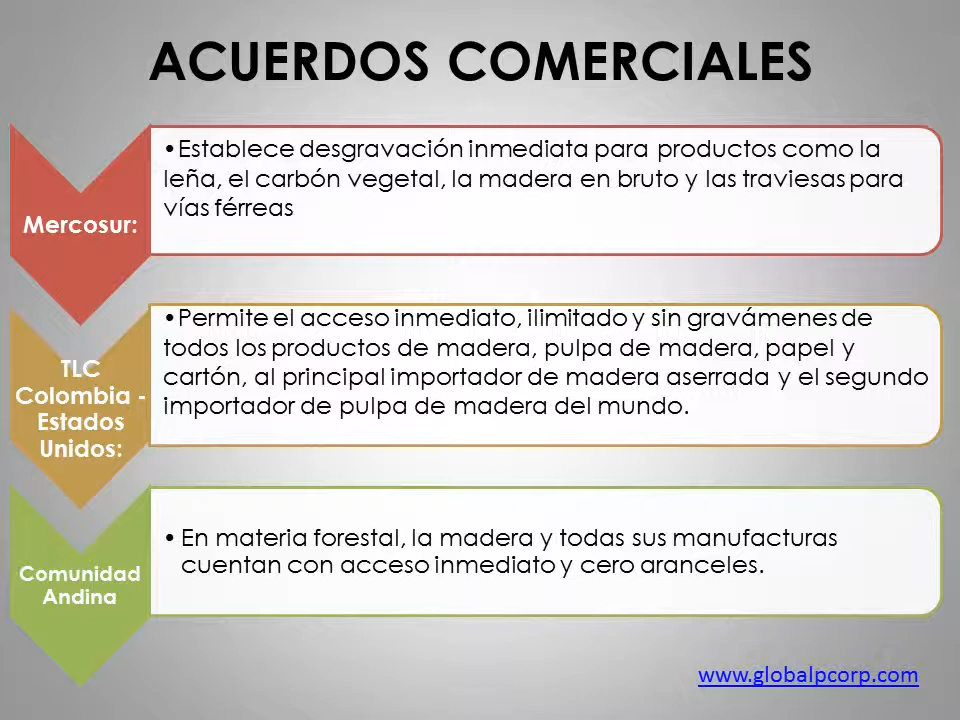 ACUERDOS COMERCIALES
Mercosur:
•Establece desgravación inmediata para productos como la
leña, el carbón vegetal, la madera en bruto y las traviesas para
vías férreas
TLC
Colombia -
Estados
Unidos:
•Permite el acceso inmediato, ilimitado y sin gravámenes de
todos los productos de madera, pulpa de madera, papel y
cartón, al principal importador de madera aserrada y el segundo
importador de pulpa de madera del mundo.
Comunidad
Andina
• En materia forestal, la madera y todas sus manufacturas
cuentan con acceso inmediato y cero aranceles.
www.globalpcorp.com